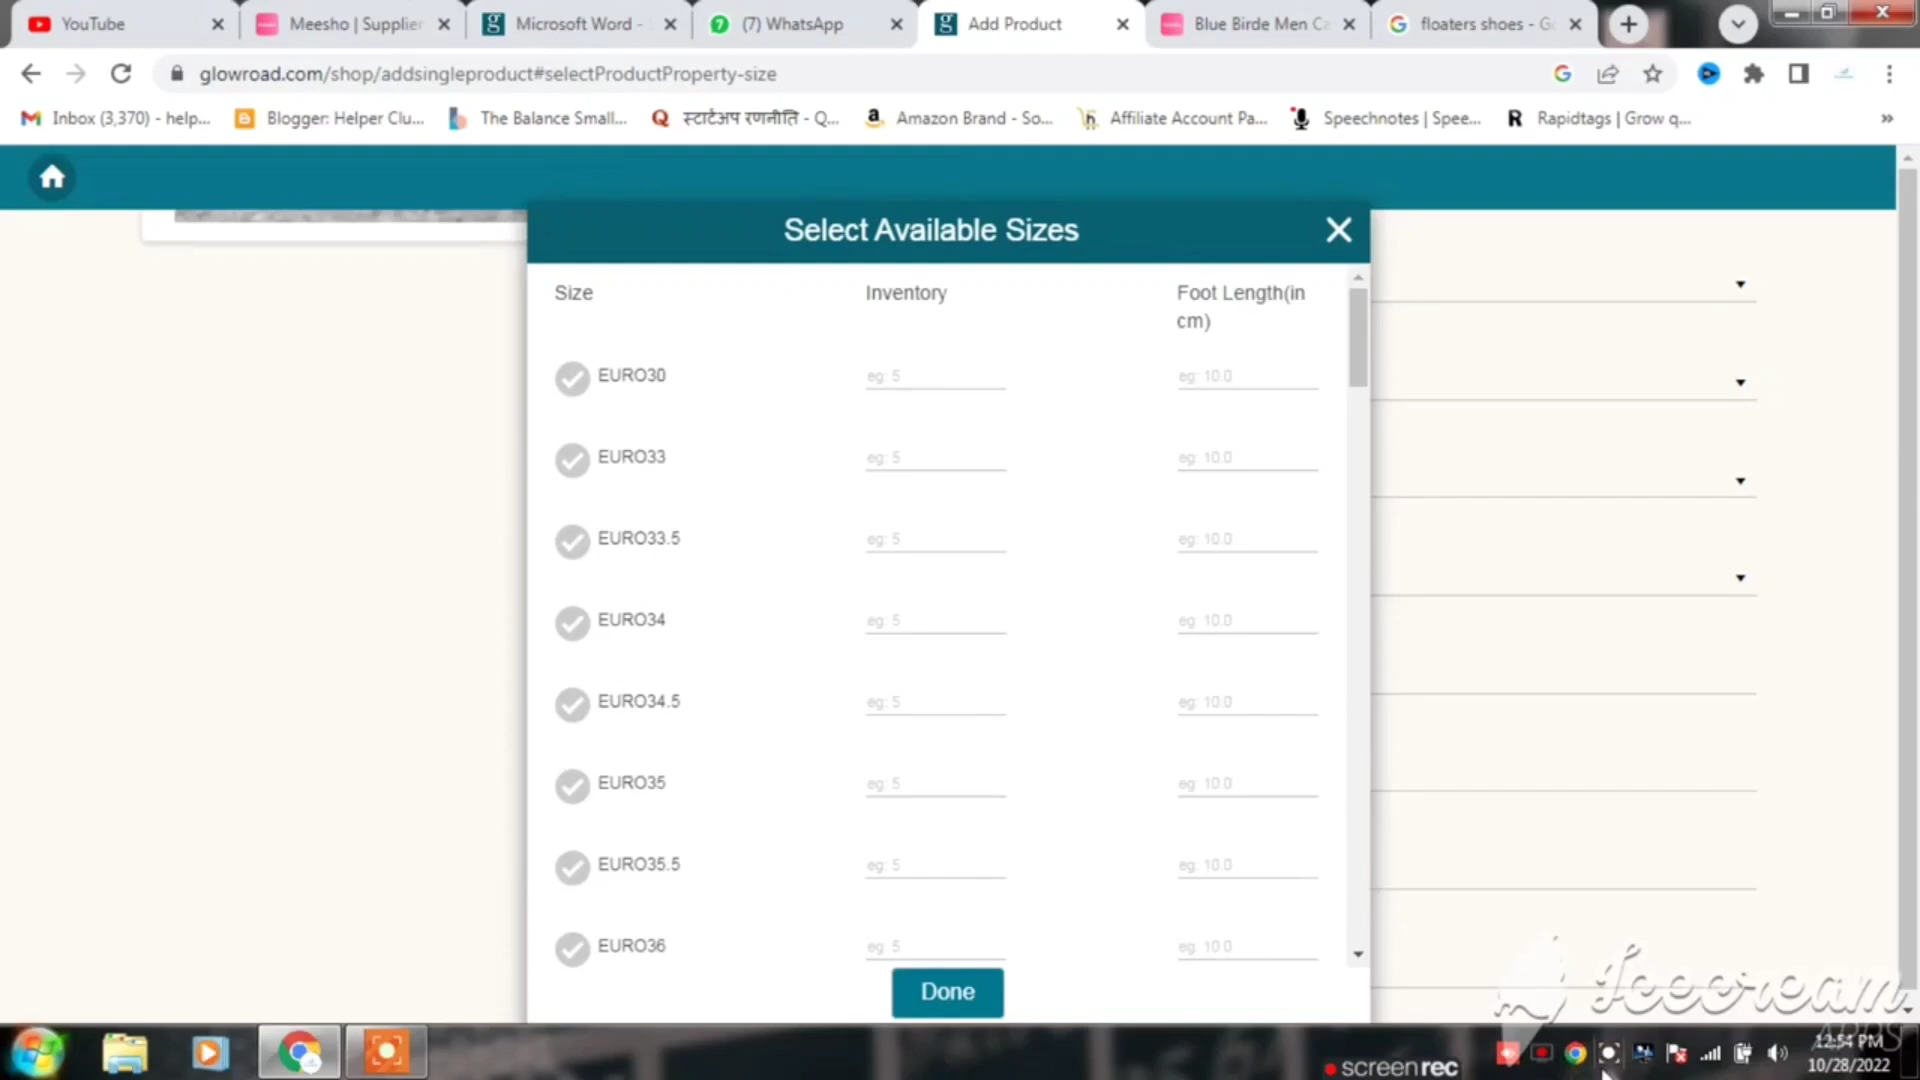 YouTube
Meesho | Supplier
Microsoft Word -
(7) WhatsApp
Add Product
Blue Birde Men Ca
floaters shoes - Go
glowroad.com/shop/addsingleproduct#selectProductProperty-size
Inbox (3,370) - help...
Blogger: Helper Clu...
The Balance Small...
स्टार्टअप रणनीति - Q...
Amazon Brand - So...
Affiliate Account Pa...
Speechnotes | Spee...
Rapidtags | Grow q...
Select Available Sizes
Size Inventory Foot Length(in cm)
EURO30 eg: 5 eg: 10.0
EURO33 eg: 5 eg: 10.0
EURO33.5 eg: 5 eg: 10.0
EURO34 eg: 5 eg: 10.0
EURO34.5 eg: 5 eg: 10.0
EURO35 eg: 5 eg: 10.0
EURO35.5 eg: 5 eg: 10.0
EURO36 eg: 5 eg: 10.0
Done
Icecream
APPS
screenrec
12:54 PM
10/28/2022